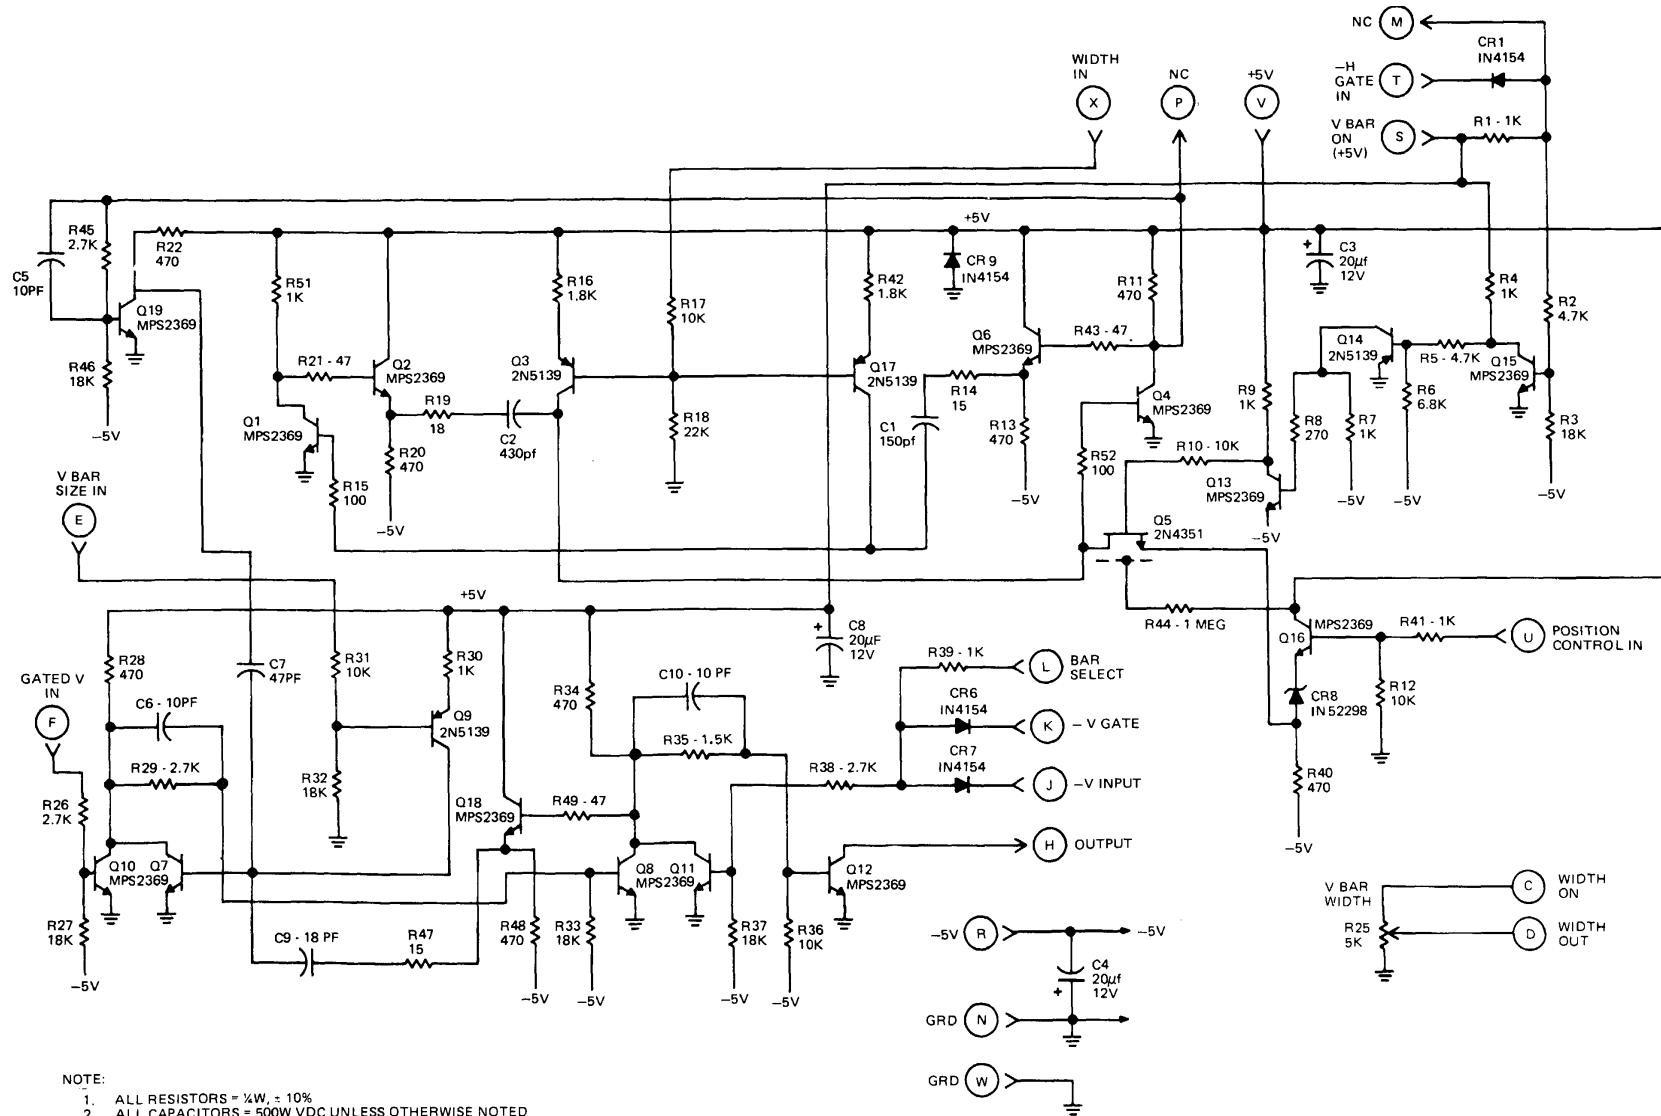 NC M
CR1
IN4154
-H
GATE
IN
T
V BAR
ON
(+5V)
S
R1 - 1K
WIDTH
IN
X
NC
P
+5V
V
+5V
R45
2.7K
C5
10PF
R22
470
Q19
MPS2369
R46
18K
-5V
R51
1K
R21 - 47
Q2
MPS2369
Q1
MPS2369
R19
18
R20
470
-5V
R15
100
C2
430pf
R16
1.8K
Q3
2N5139
R17
10K
R18
22K
R42
1.8K
Q17
2N5139
CR9
IN4154
Q6
MPS2369
R14
15
C1
150pf
R13
470
-5V
R43 - 47
R11
470
Q4
MPS2369
R52
100
C3
20µf
12V
+
R9
1K
R10 - 10K
Q13
MPS2369
-5V
Q5
2N4351
Q14
2N5139
R8
270
R7
1K
-5V
R6
6.8K
-5V
R5 - 4.7K
R4
1K
Q15
MPS2369
R2
4.7K
R3
18K
-5V
V BAR
SIZE IN
E
+5V
GATED V
IN
F
R28
470
C6 - 10PF
R29 - 2.7K
R26
2.7K
Q10 Q7
MPS2369
R27
18K
-5V
C7
47PF
R31
10K
R32
18K
R30
1K
Q9
2N5139
C9 - 18 PF
R47
15
Q18
MPS2369
R49 - 47
R48
470
-5V
R34
470
C10 - 10 PF
R35 - 1.5K
Q8 Q11
MPS2369
R33
18K
-5V
R37
18K
-5V
R36
10K
-5V
Q12
MPS2369
+
C8
20µF
12V
R38 - 2.7K
R39 - 1K
L
BAR
SELECT
CR6
IN4154
K - V GATE
CR7
IN4154
J -V INPUT
H OUTPUT
R44 - 1 MEG
MPS2369
Q16
R41 - 1K
U
POSITION
CONTROL IN
R12
10K
CR8
IN52298
R40
470
-5V
V BAR
WIDTH
R25
5K
C
WIDTH
ON
D
WIDTH
OUT
-5V R -5V
C4
20µf
12V
+
GRD N
GRD W
NOTE:
1. ALL RESISTORS = ¼W, ± 10%
2. ALL CAPACITORS = 500W VDC UNLESS OTHERWISE NOTED